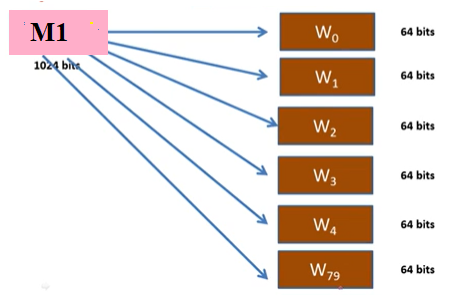 M1
1024 bits
W0
64 bits
W1
64 bits
W2
64 bits
W3
64 bits
W4
64 bits
W79
64 bits